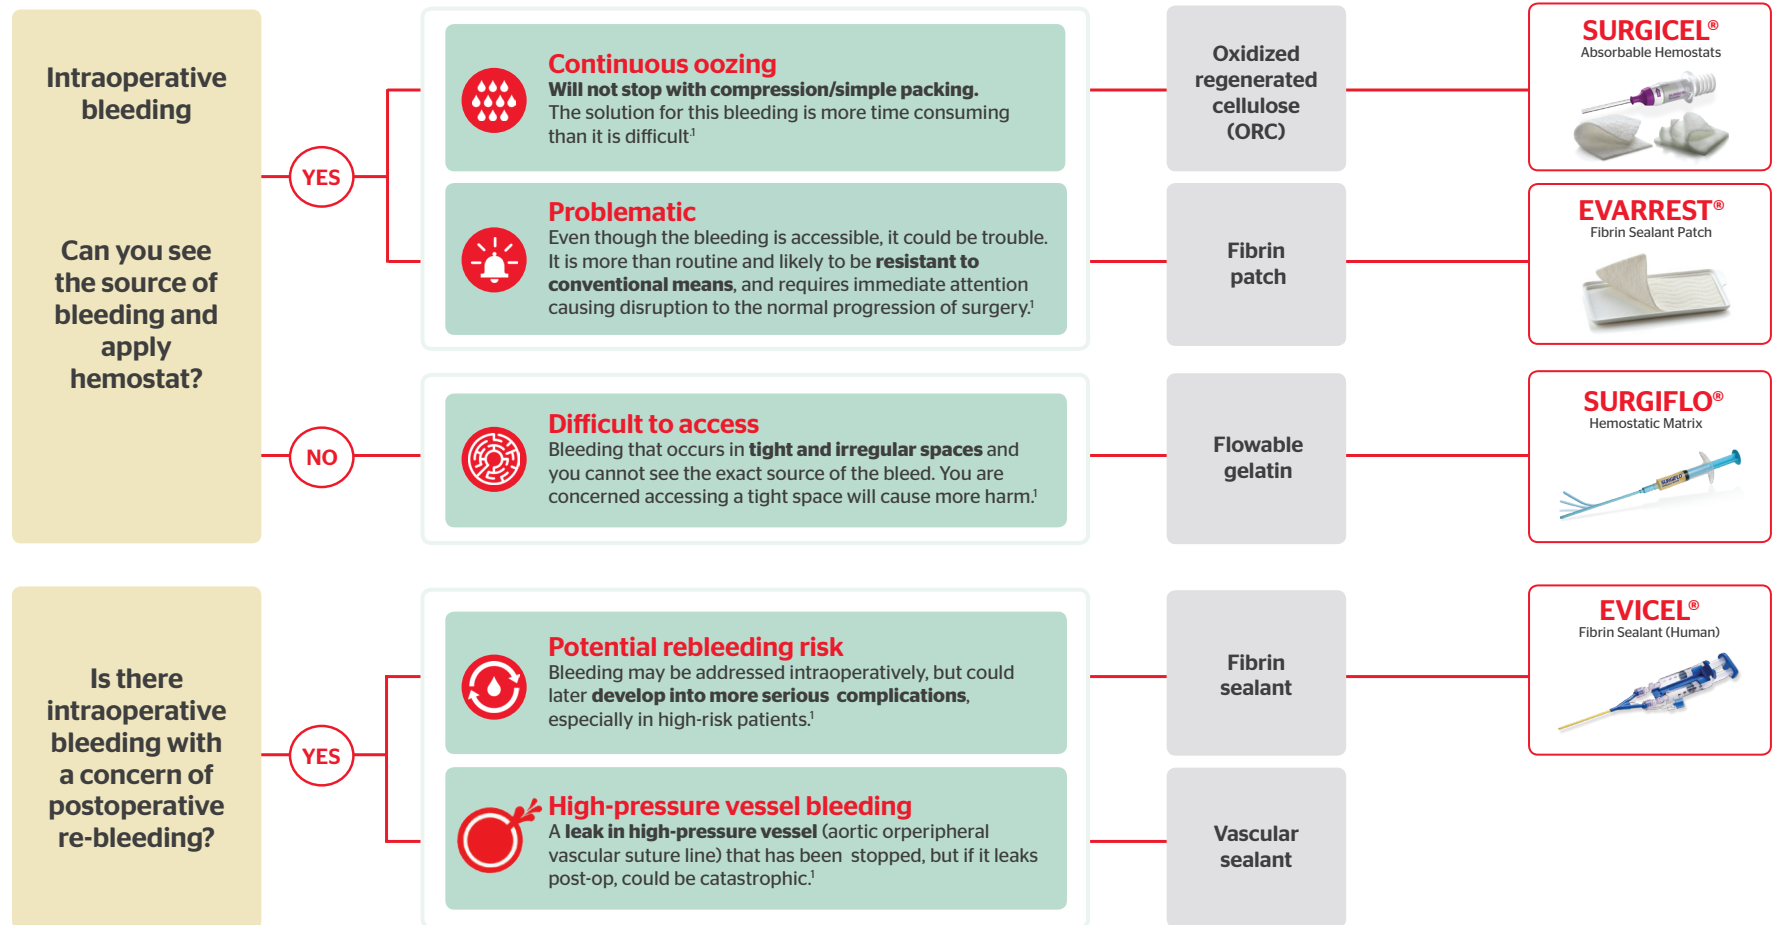 Intraoperative
bleeding
Can you see
the source of
bleeding and
apply
hemostat?
YES
Continuous oozing
Will not stop with compression/simple packing.
The solution for this bleeding is more time consuming
than it is difficult.¹
Oxidized
regenerated
cellulose
(ORC)
SURGICEL®
Absorbable Hemostats
Problematic
Even though the bleeding is accessible, it could be trouble.
It is more than routine and likely to be resistant to
conventional means, and requires immediate attention
causing disruption to the normal progression of surgery.¹
Fibrin
patch
EVARREST®
Fibrin Sealant Patch
NO
Difficult to access
Bleeding that occurs in tight and irregular spaces and
you cannot see the exact source of the bleed. You are
concerned accessing a tight space will cause more harm.¹
Flowable
gelatin
SURGIFLO®
Hemostatic Matrix
SURGIFLO
Is there
intraoperative
bleeding with
a concern of
postoperative
re-bleeding?
YES
Potential rebleeding risk
Bleeding may be addressed intraoperatively, but could
later develop into more serious complications,
especially in high-risk patients.¹
Fibrin
sealant
EVICEL®
Fibrin Sealant (Human)
High-pressure vessel bleeding
A leak in high-pressure vessel (aortic orperipheral
vascular suture line) that has been stopped, but if it leaks
post-op, could be catastrophic.¹
Vascular
sealant